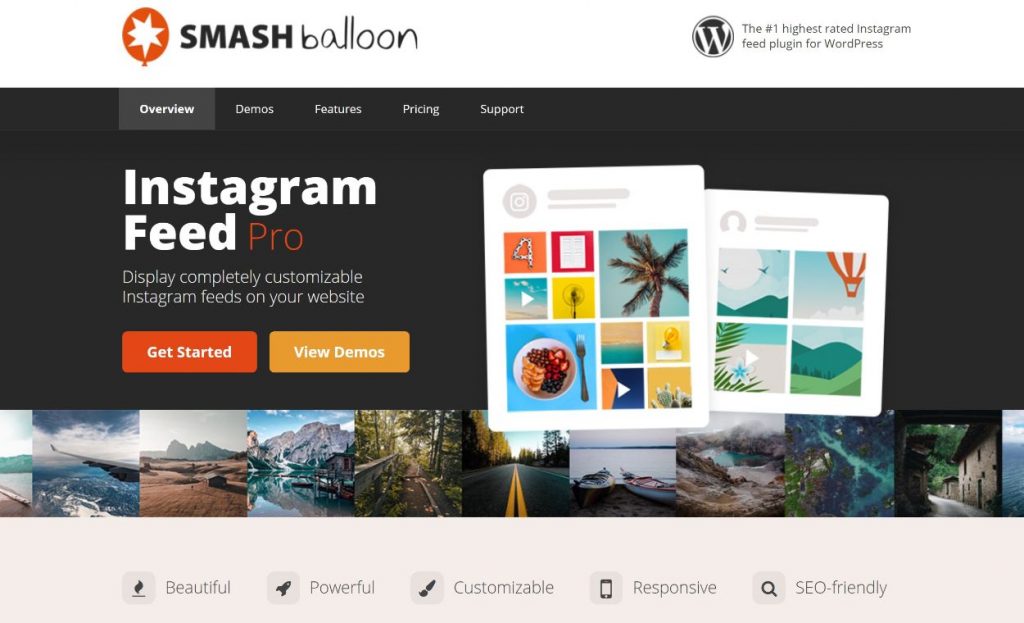 SMASH balloon
The #1 highest rated Instagram
feed plugin for WordPress
Overview Demos Features Pricing Support
Instagram
Feed Pro
Display completely customizable
Instagram feeds on your website
Get Started View Demos
4
Beautiful Powerful Customizable Responsive SEO-friendly